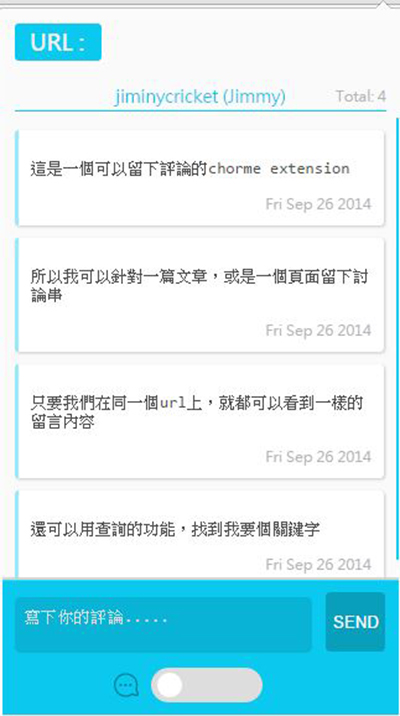 URL :
jiminycricket (Jimmy) Total: 4
這是一個可以留下評論的chorme extension
Fri Sep 26 2014
所以我可以針對一篇文章，或是一個頁面留下討
論串
Fri Sep 26 2014
只要我們在同一個url上，就都可以看到一樣的
留言內容
Fri Sep 26 2014
還可以用查詢的功能，找到我要個關鍵字
Fri Sep 26 2014
寫下你的評論.....
SEND